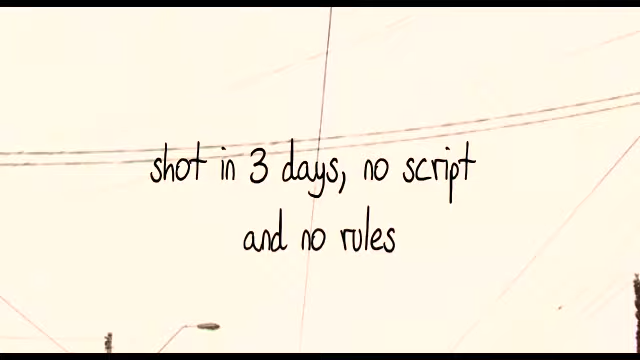 shot in 3 days, no script
and no rules